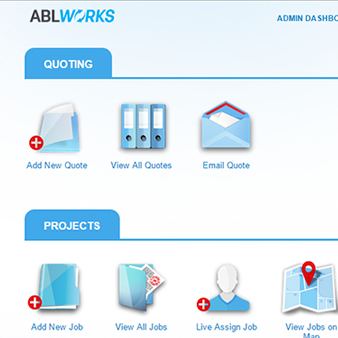 ABLWORKS
ADMIN DASHBO
QUOTING
Add New Quote
View All Quotes
Email Quote
PROJECTS
Add New Job
View All Jobs
Live Assign Job
View Jobs on
Map